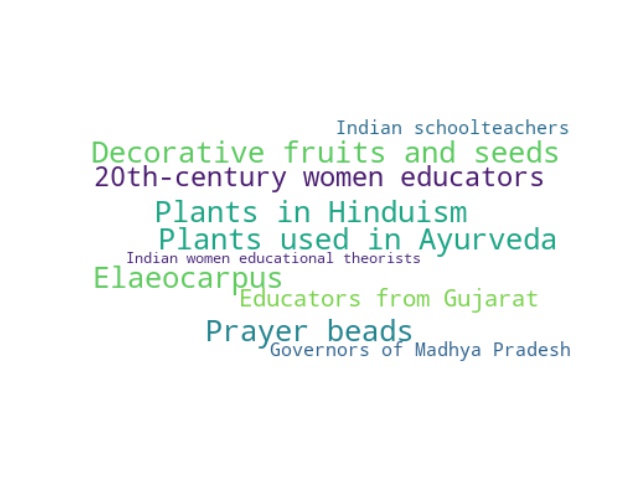 Indian schoolteachers
Decorative fruits and seeds
20th-century women educators
Plants in Hinduism
Plants used in Ayurveda
Indian women educational theorists
Elaeocarpus
Educators from Gujarat
Prayer beads
Governors of Madhya Pradesh